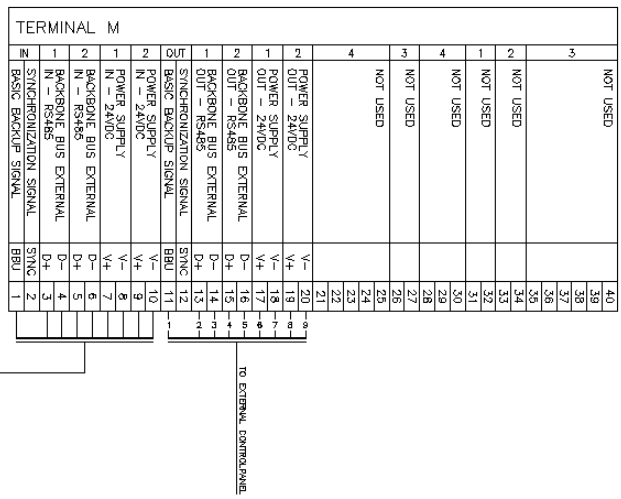 TERMINAL M
IN 1 2 1 2 OUT 1 2 1 2 4 3 4 1 2 3
BASIC BACKUP SIGNAL
SYNCHRONIZATION SIGNAL
BACKBONE BUS EXTERNAL
IN - RS485
BACKBONE BUS EXTERNAL
IN - RS485
POWER SUPPLY
IN - 24VDC
POWER SUPPLY
IN - 24VDC
BASIC BACKUP SIGNAL
SYNCHRONIZATION SIGNAL
BACKBONE BUS EXTERNAL
OUT - RS485
BACKBONE BUS EXTERNAL
OUT - RS485
POWER SUPPLY
OUT - 24VDC
POWER SUPPLY
OUT - 24VDC
NOT USED
NOT USED
NOT USED
NOT USED
NOT USED
NOT USED
BBU SYNC D+ D- D+ D- V+ V- V+ V- BBU SYNC D+ D- D+ D- V+ V- V+ V-
1 2 3 4 5 6 7 8 9 10 11 12 13 14 15 16 17 18 19 20 21 22 23 24 25 26 27 28 29 30 31 32 33 34 35 36 37 38 39 40
1 2 3 4 5 6 7 8 9
TO EXTERNAL CONTROLPANEL